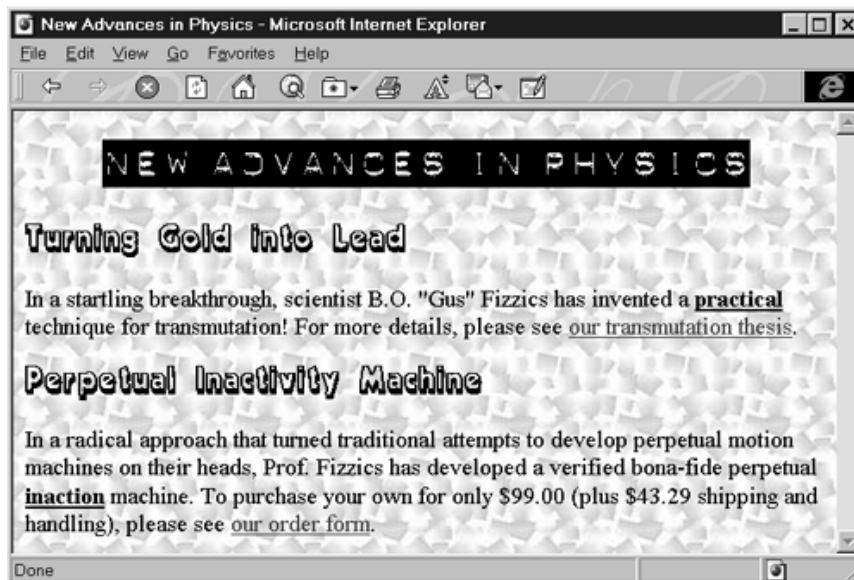 New Advances in Physics - Microsoft Internet Explorer
File Edit View Go Favorites Help
NEW ADVANCES IN PHYSICS
Turning Gold into Lead
In a startling breakthrough, scientist B.O. "Gus" Fizzics has invented a practical
technique for transmutation! For more details, please see our transmutation thesis.
Perpetual Inactivity Machine
In a radical approach that turned traditional attempts to develop perpetual motion
machines on their heads, Prof. Fizzics has developed a verified bona-fide perpetual
inaction machine. To purchase your own for only $99.00 (plus $43.29 shipping and
handling), please see our order form.
Done